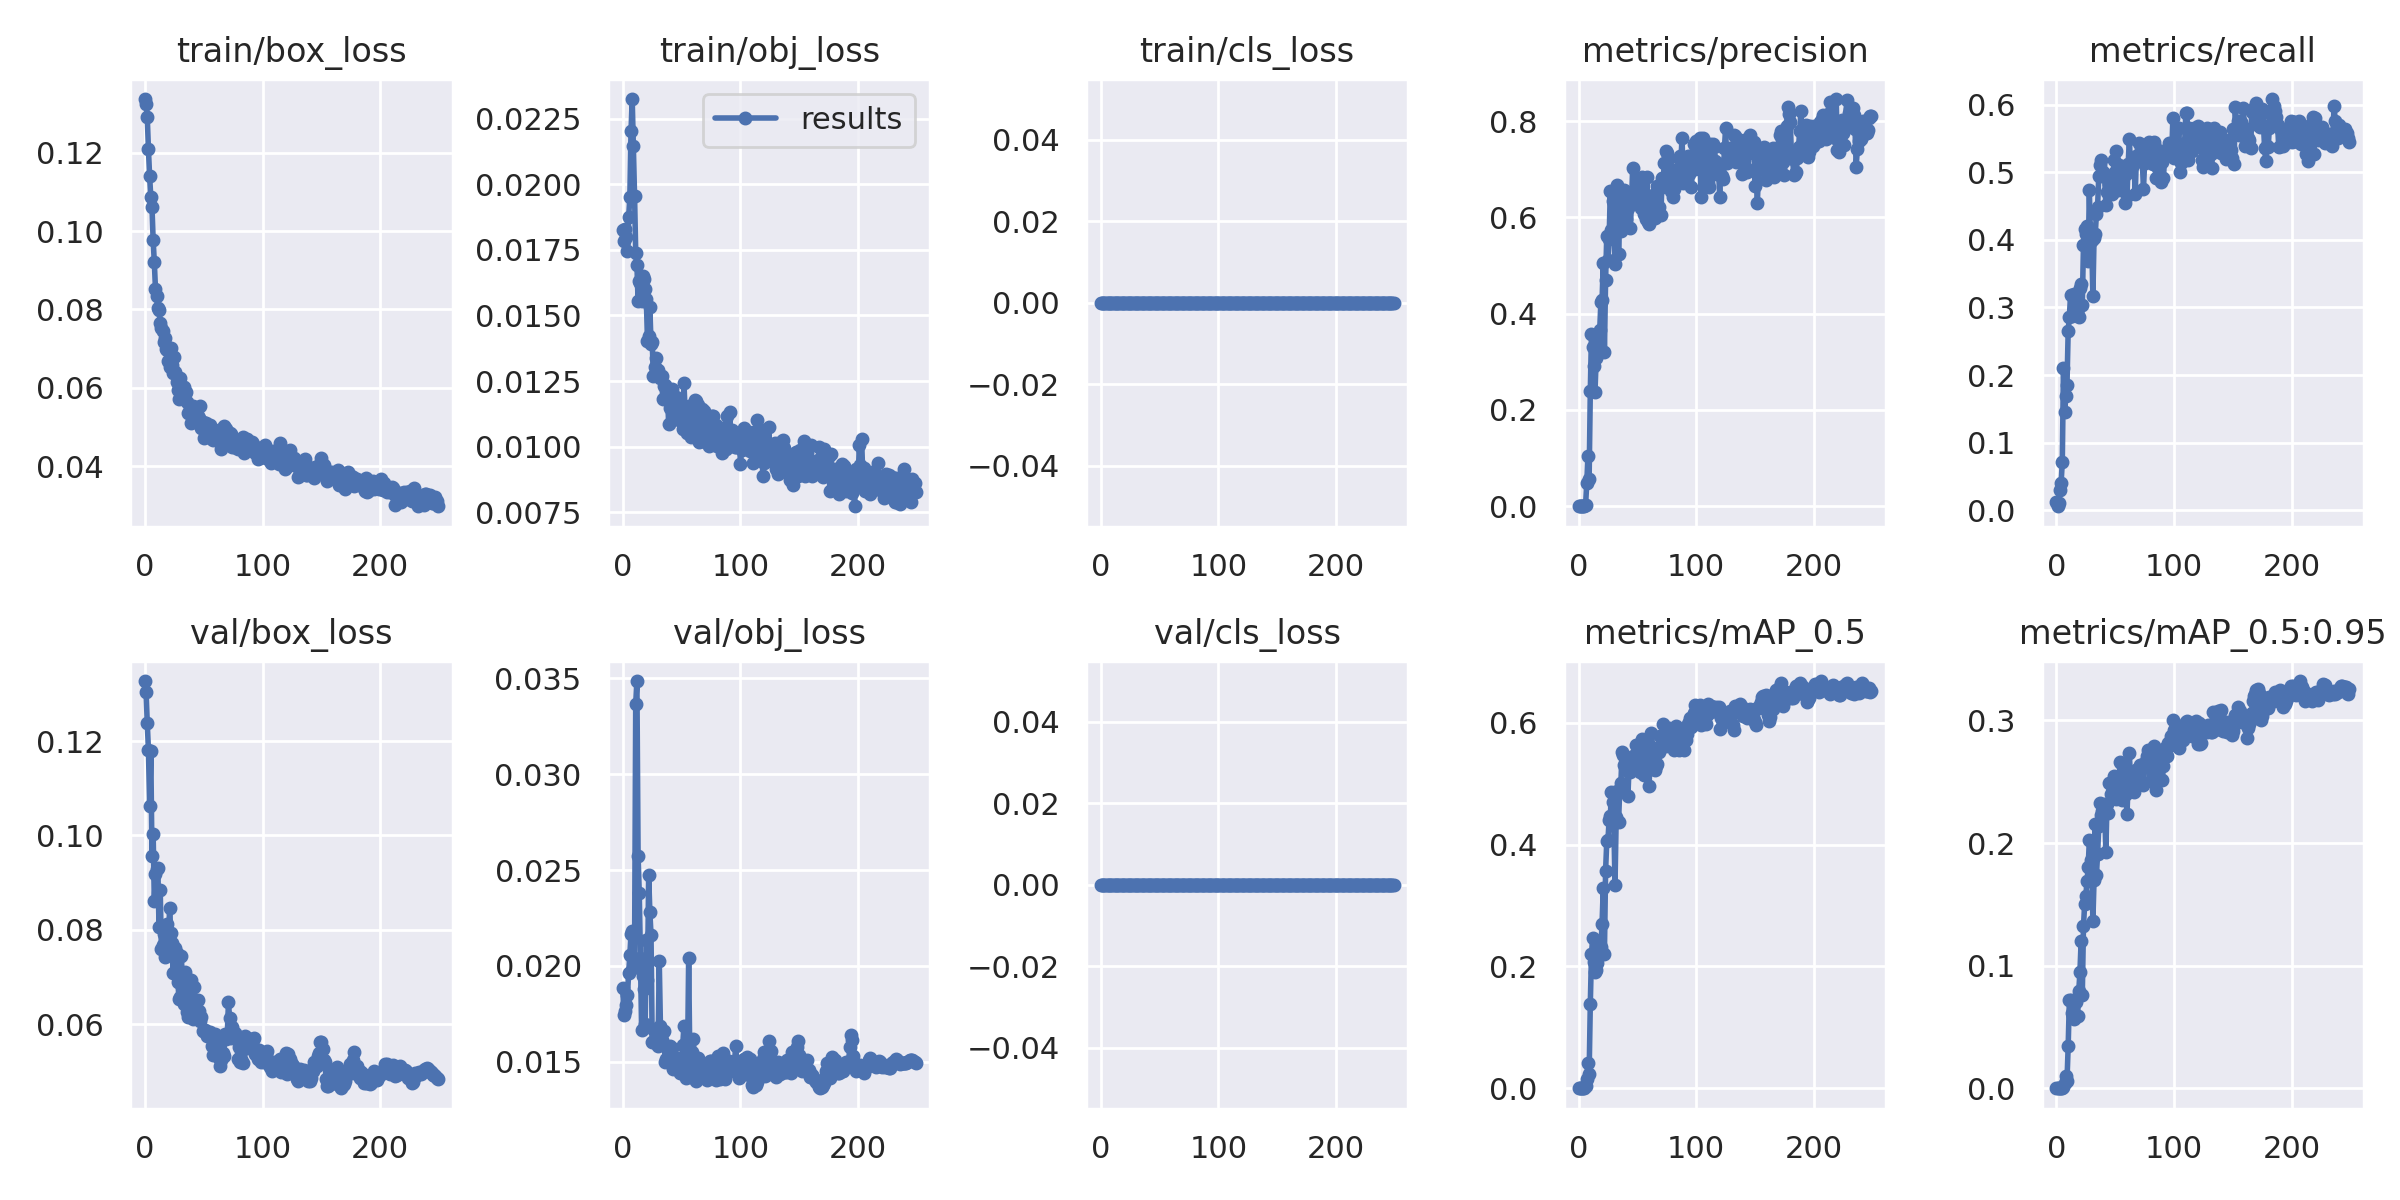 train/box_loss
0.12
0.10
0.08
0.06
0.04
0 100 200
train/obj_loss
results
0.0225
0.0200
0.0175
0.0150
0.0125
0.0100
0.0075
0 100 200
train/cls_loss
0.04
0.02
0.00
−0.02
−0.04
0 100 200
metrics/precision
0.8
0.6
0.4
0.2
0.0
0 100 200
metrics/recall
0.6
0.5
0.4
0.3
0.2
0.1
0.0
0 100 200
val/box_loss
0.12
0.10
0.08
0.06
0 100 200
val/obj_loss
0.035
0.030
0.025
0.020
0.015
0 100 200
val/cls_loss
0.04
0.02
0.00
−0.02
−0.04
0 100 200
metrics/mAP_0.5
0.6
0.4
0.2
0.0
0 100 200
metrics/mAP_0.5:0.95
0.3
0.2
0.1
0.0
0 100 200